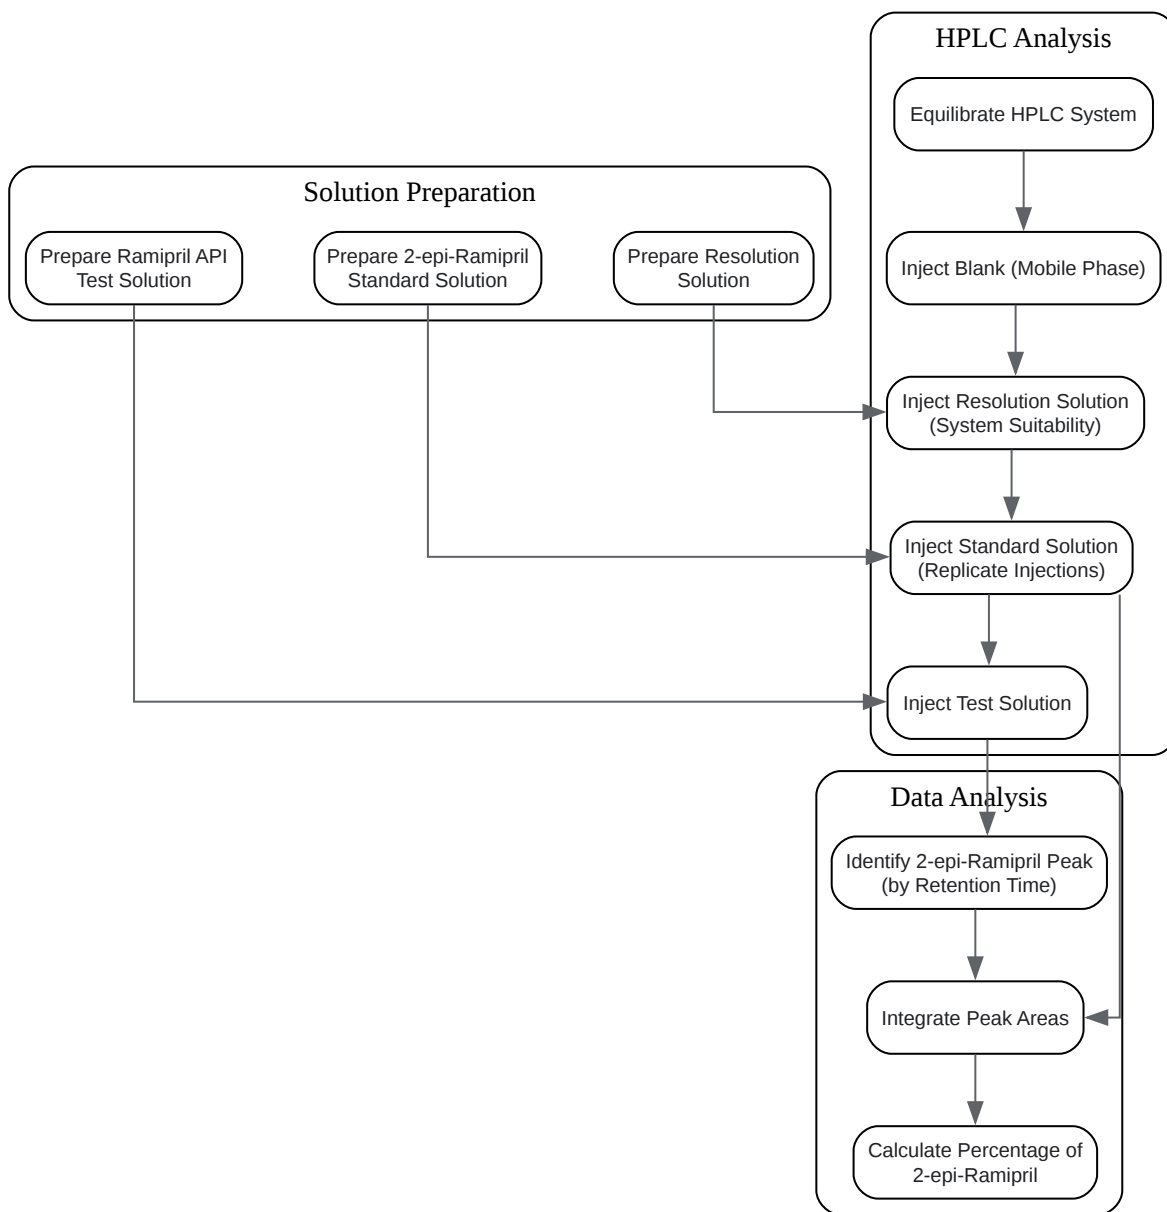 HPLC Analysis
Equilibrate HPLC System
Inject Blank (Mobile Phase)
Solution Preparation
Prepare Ramipril API
Test Solution
Prepare 2-epi-Ramipril
Standard Solution
Prepare Resolution
Solution
Inject Resolution Solution
(System Suitability)
Inject Standard Solution
(Replicate Injections)
Inject Test Solution
Data Analysis
Identify 2-epi-Ramipril Peak
(by Retention Time)
Integrate Peak Areas
Calculate Percentage of
2-epi-Ramipril